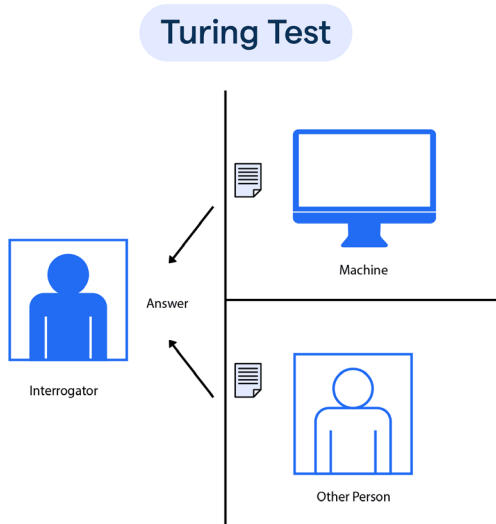 Turing Test
Machine
Answer
Interrogator
Other Person